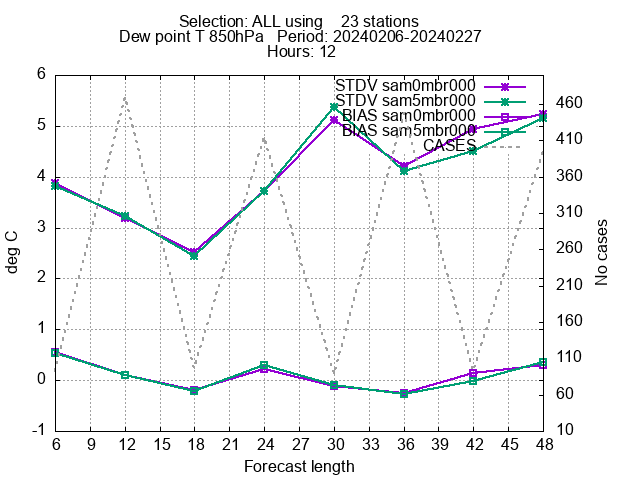 Selection: ALL using    23 stations
Dew point T 850hPa   Period: 20240206-20240227
Hours: 12
STDV sam0mbr000
STDV sam5mbr000
BIAS sam0mbr000
BIAS sam5mbr000
CASES
6
5
4
3
2
1
0
-1
deg C
460
410
360
310
260
210
160
110
60
10
No cases
6 9 12 15 18 21 24 27 30 33 36 39 42 45 48
Forecast length